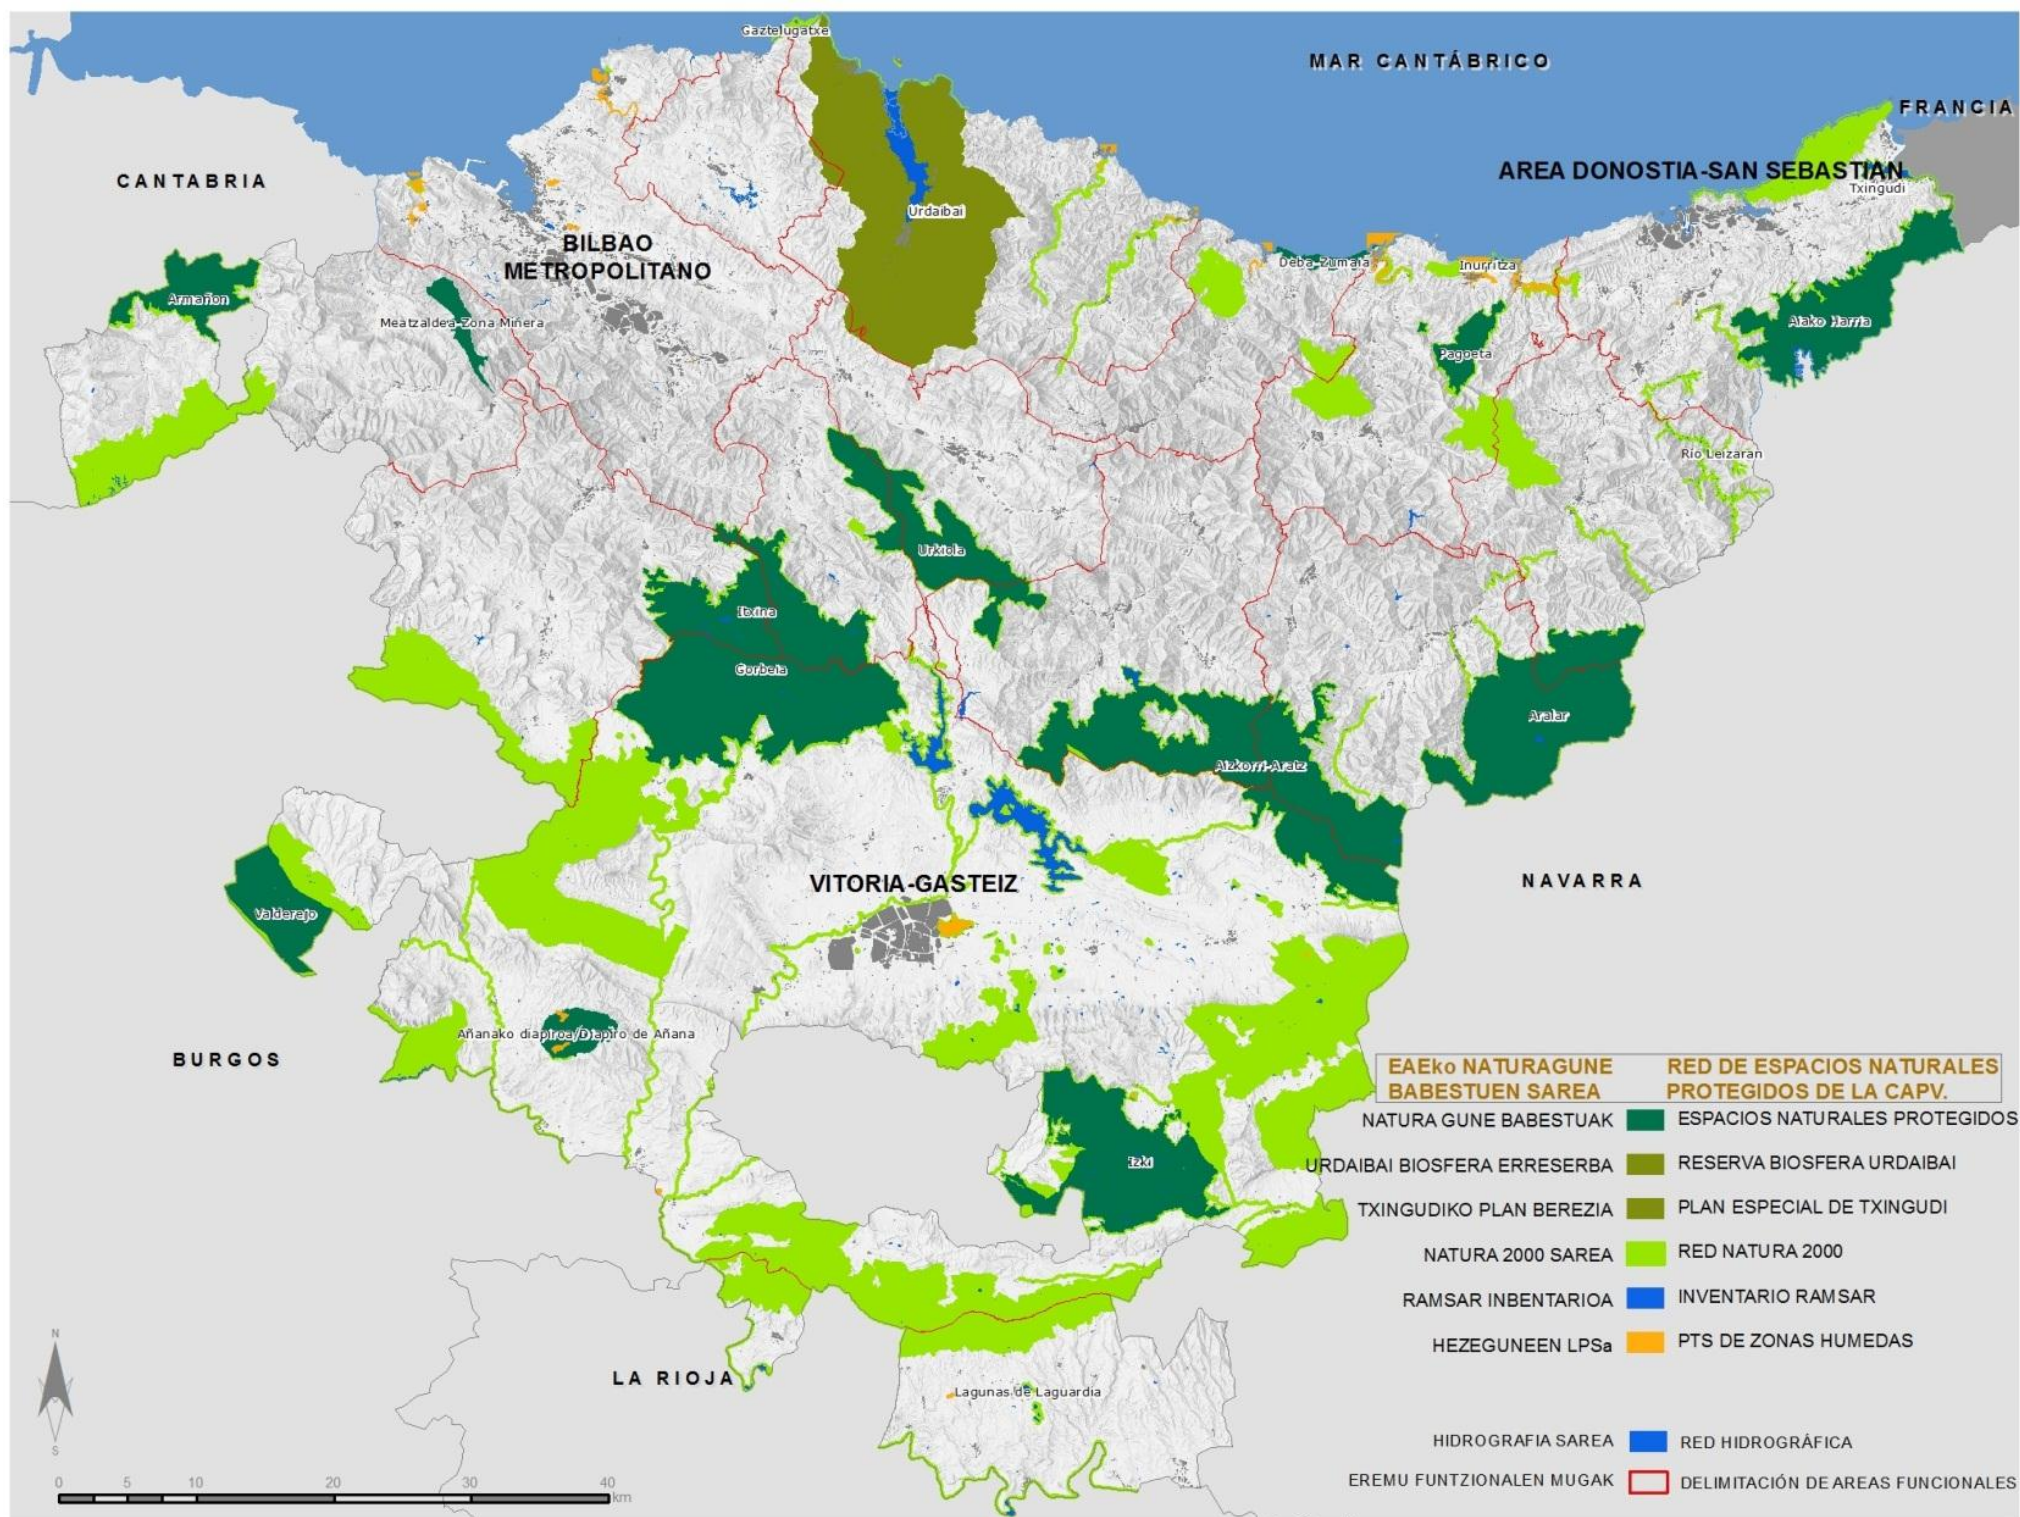 Gaztelugatxe
MAR CANTÁBRICO
FRANCIA
CANTABRIA
AREA DONOSTIA-SAN SEBASTIAN
Txingudi
Urdaibai
BILBAO
METROPOLITANO
Deba-Zumaia
Inurritza
Armañon
Meatzaldea-Zona Minera
Aiako Harria
Pagoeta
Río Leizaran
Urkiola
Itxina
Gorbeia
Aralar
Aizkorri-Aratz
VITORIA-GASTEIZ
NAVARRA
Valderejo
Añanako diapiroa/Diapiro de Añana
BURGOS
Izki
LA RIOJA
Lagunas de Laguardia
EAEko NATURAGUNE
BABESTUEN SAREA
RED DE ESPACIOS NATURALES
PROTEGIDOS DE LA CAPV.
NATURA GUNE BABESTUAK ESPACIOS NATURALES PROTEGIDOS
URDAIBAI BIOSFERA ERRESERBA RESERVA BIOSFERA URDAIBAI
TXINGUDIKO PLAN BEREZIA PLAN ESPECIAL DE TXINGUDI
NATURA 2000 SAREA RED NATURA 2000
RAMSAR INBENTARIOA INVENTARIO RAMSAR
HEZEGUNEEN LPSa PTS DE ZONAS HUMEDAS
HIDROGRAFIA SAREA RED HIDROGRÁFICA
EREMU FUNTZIONALEN MUGAK DELIMITACIÓN DE AREAS FUNCIONALES
N
S
0 5 10 20 30 40
km